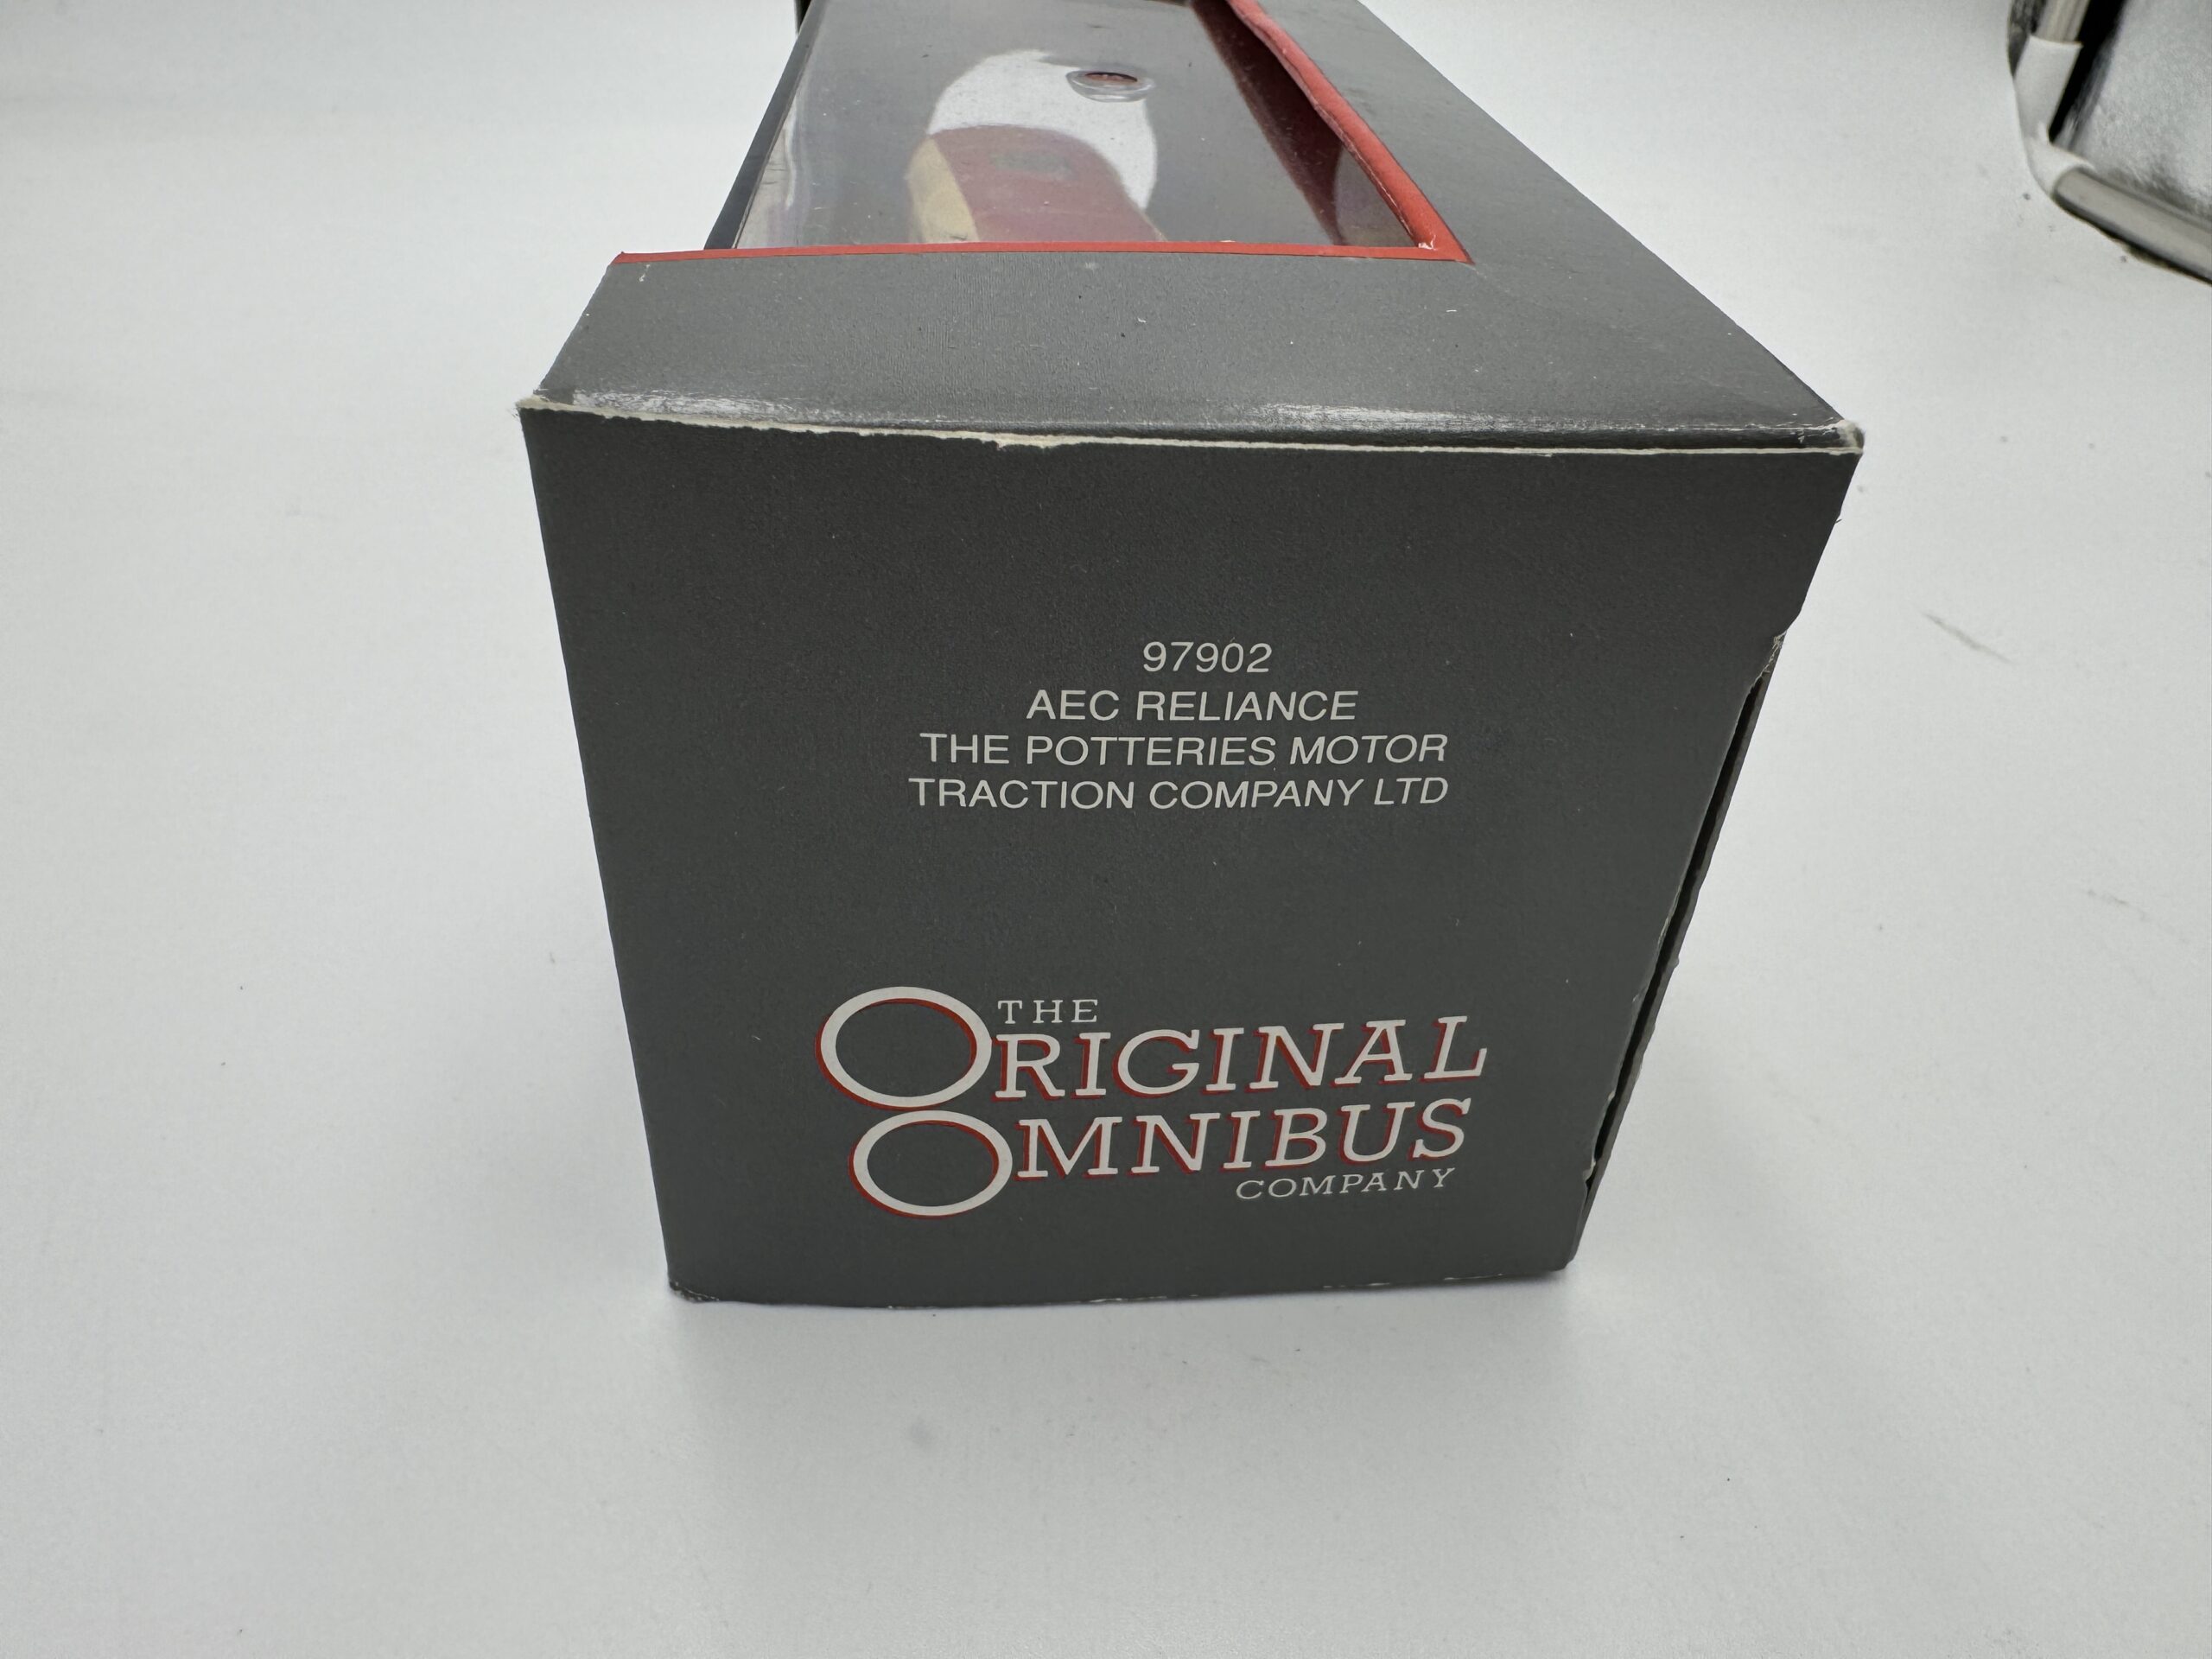 97902
AEC RELIANCE
THE POTTERIES MOTOR
TRACTION COMPANY LTD
THE
ORIGINAL
OMNIBUS
COMPANY